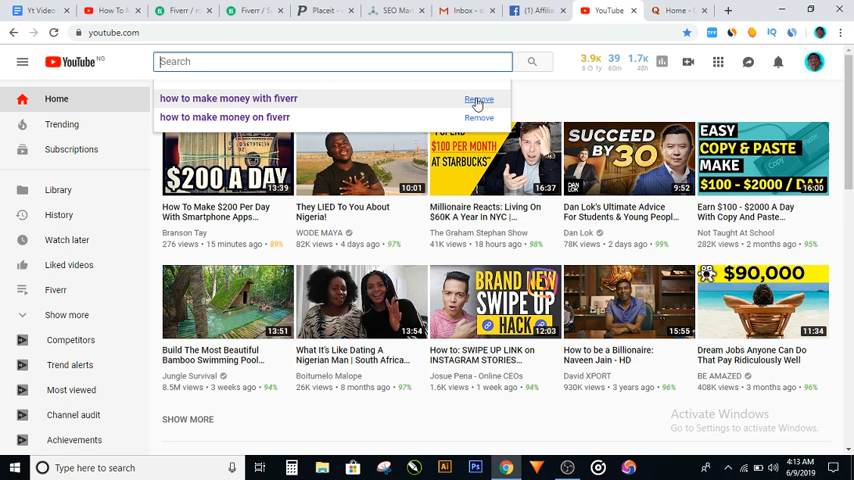 Yt Video
How To M
Fiverr / n
Fiverr / S
Placeit -
SEO Man
Inbox -
(1) Affilia
YouTube
Home -
youtube.com
YouTube NG
Search
3.9K 39 1.7K
1y 60m 48u
how to make money with fiverr Remove
how to make money on fiverr Remove
Home
Trending
Subscriptions
Library
History
Watch later
Liked videos
Fiverr
Show more
Competitors
Trend alerts
Most viewed
Channel audit
Achievements
$200 A DAY
13:39
How To Make $200 Per Day
With Smartphone Apps...
Branson Tay
276 views • 15 minutes ago • 89%
10:01
They LIED To You About
Nigeria!
WODE MAYA
82K views • 4 days ago • 97%
$100 PER MONTH
AT STARBUCKS"
16:37
Millionaire Reacts: Living On
$60K A Year In NYC |...
The Graham Stephan Show
41K views • 18 hours ago • 98%
SUCCEED
BY 30
DAN LOK
9:52
Dan Lok's Ultimate Advice
For Students & Young Peopl...
Dan Lok
78K views • 2 days ago • 99%
EASY
COPY & PASTE
MAKE
$100 - $2000 / DAY
16:00
Earn $100 - $2000 A Day
With Copy And Paste...
Not Taught At School
282K views • 2 months ago • 95%
13:51
Build The Most Beautiful
Bamboo Swimming Pool...
Jungle Survival
8.5M views • 3 weeks ago • 94%
13:54
What It's Like Dating A
Nigerian Man | South Africa...
Boitumelo Malope
26K views • 8 months ago • 97%
BRAND NEW
SWIPE UP
HACK
12:03
How to: SWIPE UP LINK on
INSTAGRAM STORIES...
Josue Pena - Online CEOs
1.6K views • 1 week ago • 94%
15:55
How to be a Billionaire:
Naveen Jain - HD
David XPORT
930K views • 3 years ago • 96%
$90,000
11:34
Dream Jobs Anyone Can Do
That Pay Ridiculously Well
BE AMAZED
408K views • 3 months ago • 96%
SHOW MORE
Activate Windows
Go to Settings to activate Windows.
Type here to search
4:13 AM
6/9/2019